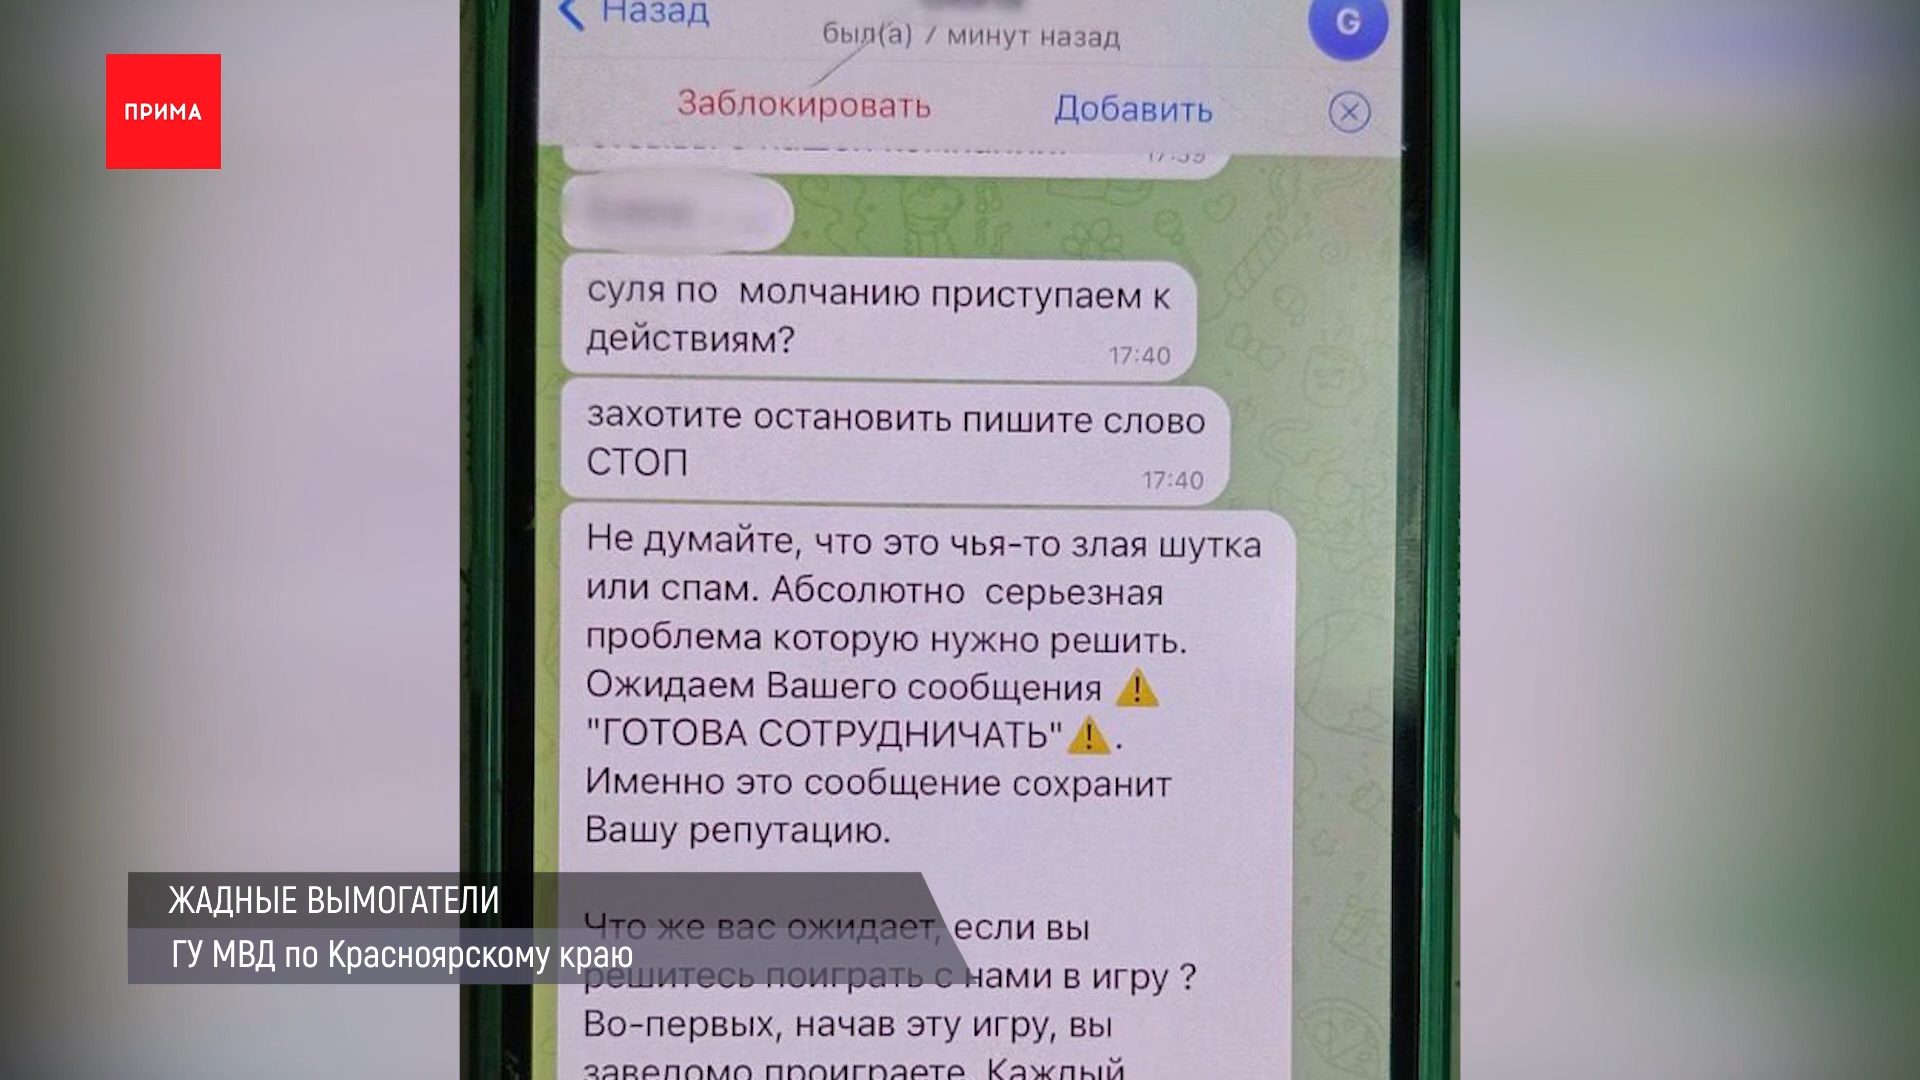 Назад
был(а) 7 минут назад
G
ПРИМА
Заблокировать
Добавить
17:39
суля по молчанию приступаем к
действиям?
17:40
захотите остановить пишите слово
СТОП
17:40
Не думайте, что это чья-то злая шутка
или спам. Абсолютно серьезная
проблема которую нужно решить.
Ожидаем Вашего сообщения ⚠️
"ГОТОВА СОТРУДНИЧАТЬ"⚠️.
Именно это сообщение сохранит
Вашу репутацию.
ЖАДНЫЕ ВЫМОГАТЕЛИ
Что же вас ожидает, если вы
ГУ МВД по Красноярскому краю
решитесь поиграть с нами в игру ?
Во-первых, начав эту игру, вы
заведомо проиграете. Каждый